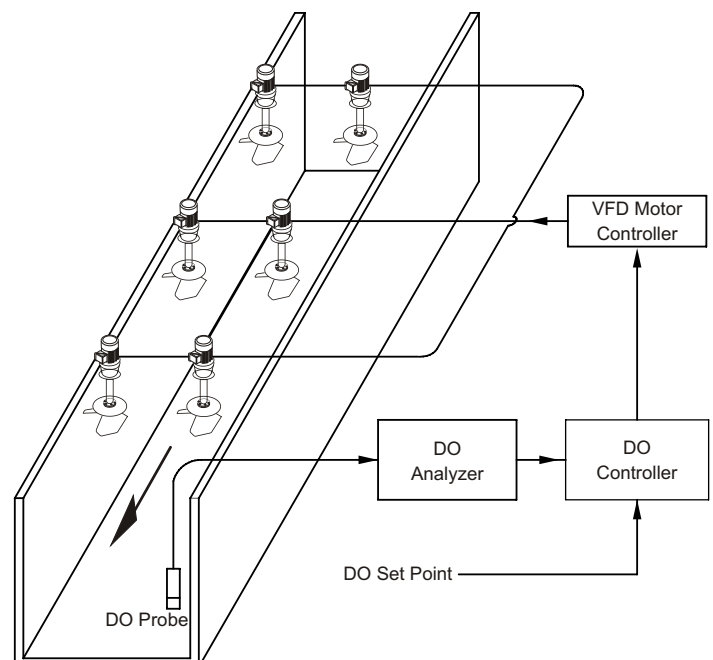 VFD Motor
Controller
DO
Analyzer
DO
Controller
DO Set Point
DO Probe